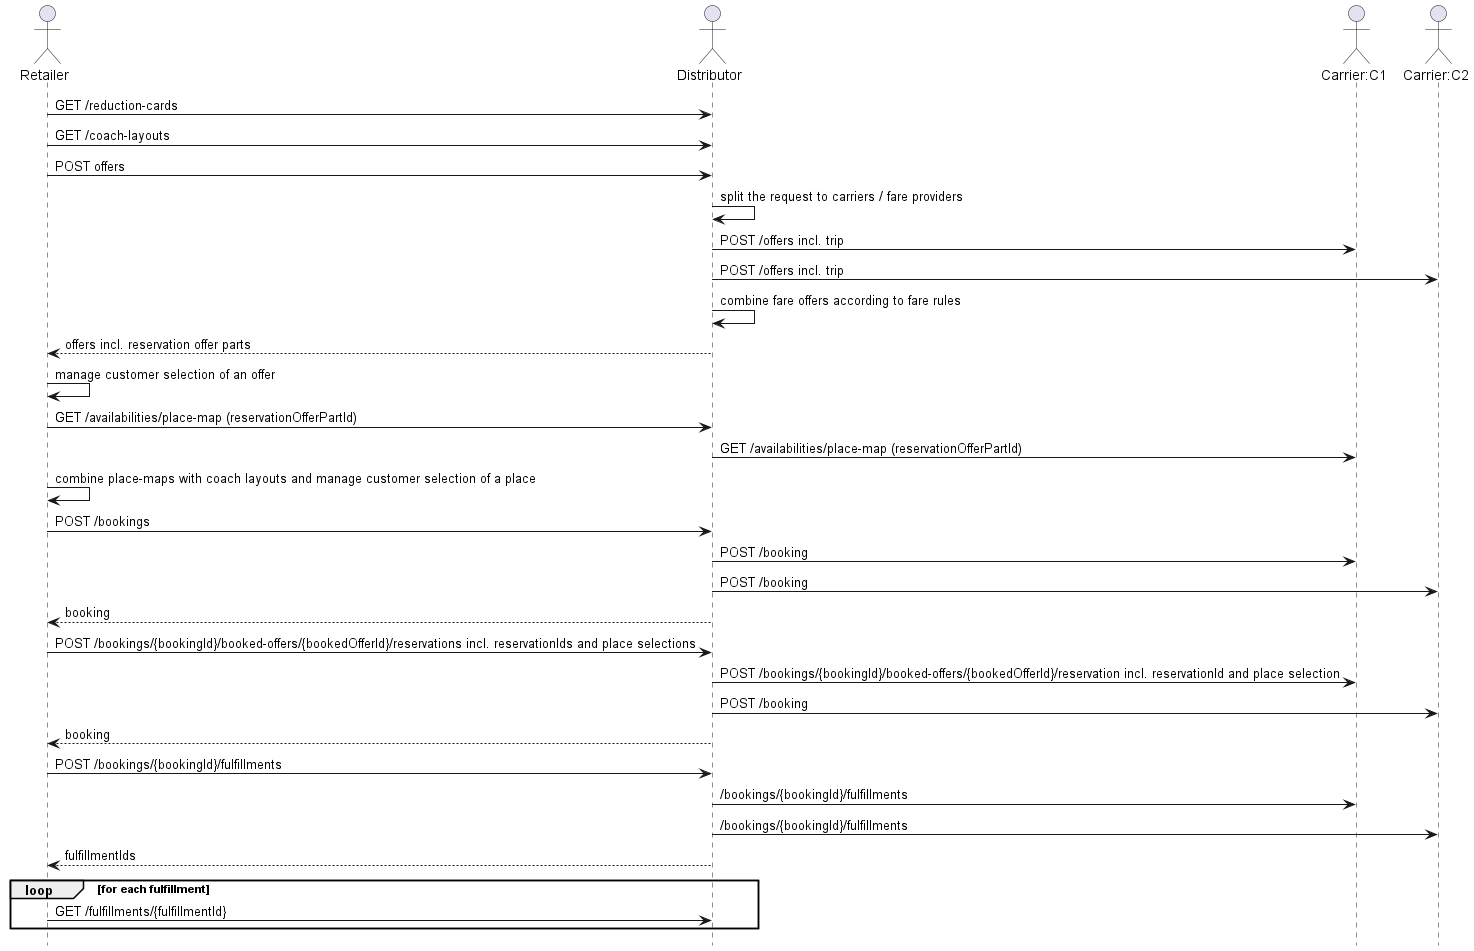 Retailer
Distributor
Carrier:C1
Carrier:C2
GET /reduction-cards
GET /coach-layouts
POST offers
split the request to carriers / fare providers
POST /offers incl. trip
POST /offers incl. trip
combine fare offers according to fare rules
offers incl. reservation offer parts
manage customer selection of an offer
GET /availabilities/place-map (reservationOfferPartId)
GET /availabilities/place-map (reservationOfferPartId)
combine place-maps with coach layouts and manage customer selection of a place
POST /bookings
POST /booking
POST /booking
booking
POST /bookings/{bookingId}/booked-offers/{bookedOfferId}/reservations incl. reservationIds and place selections
POST /bookings/{bookingId}/booked-offers/{bookedOfferId}/reservation incl. reservationId and place selection
POST /booking
booking
POST /bookings/{bookingId}/fulfillments
/bookings/{bookingId}/fulfillments
/bookings/{bookingId}/fulfillments
fulfillmentIds
loop [for each fulfillment]
GET /fulfillments/{fulfillmentId}